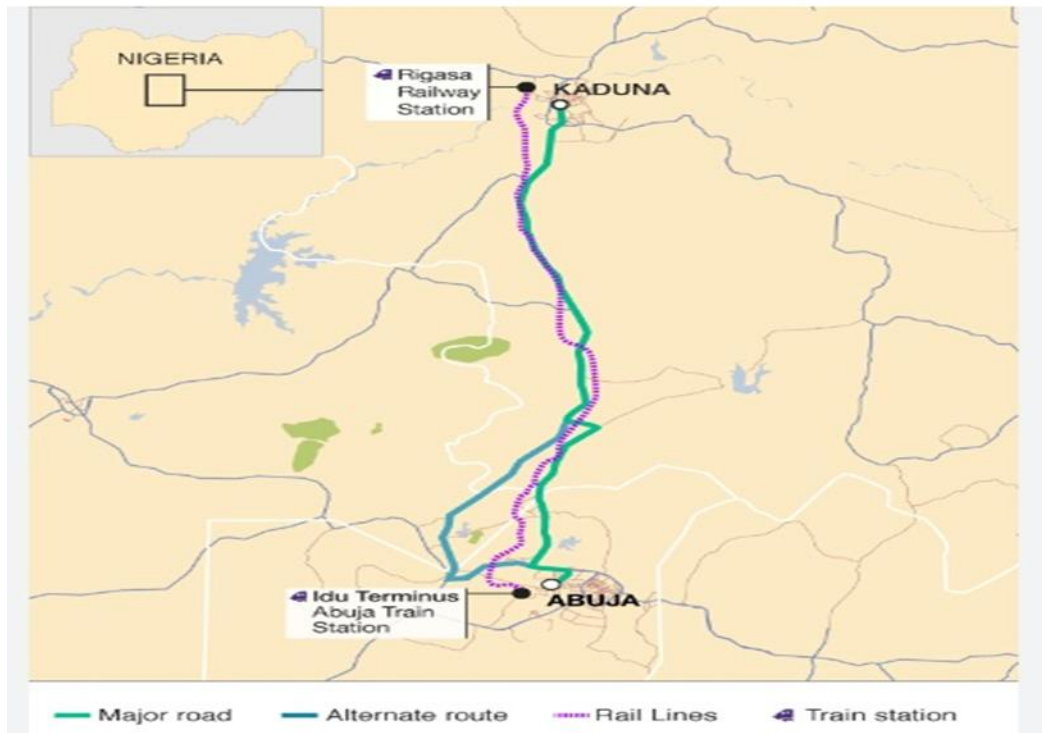 NIGERIA
Rigasa
Railway
Station
KADUNA
Idu Terminus
Abuja Train
Station
ABUJA
Major road
Alternate route
Rail Lines
Train station